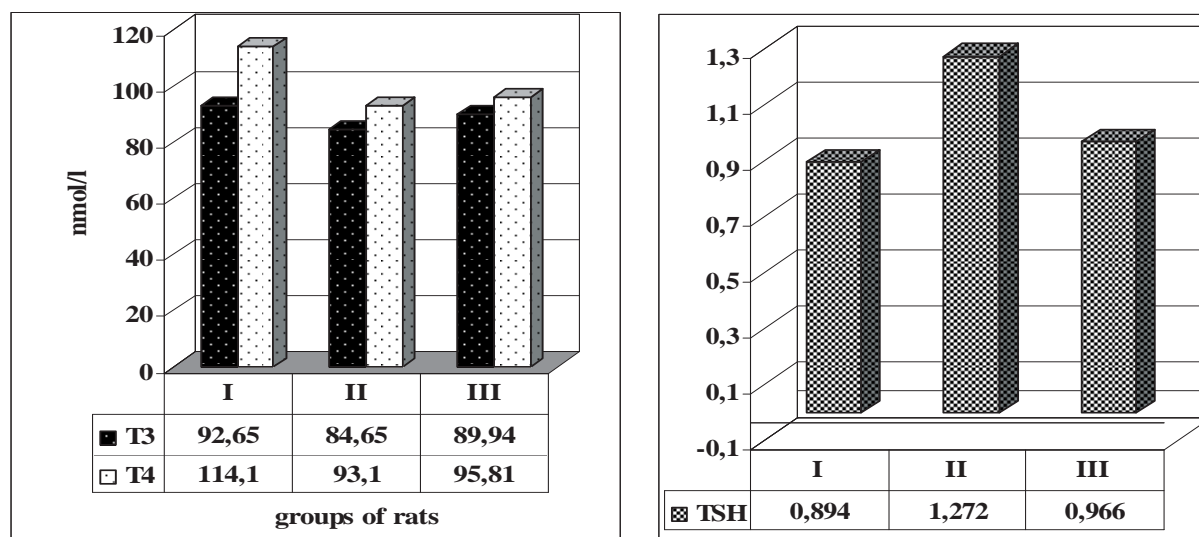 120
100
80
60
40
20
0
nmol/l
I II III
T3 92,65 84,65 89,94
T4 114,1 93,1 95,81
groups of rats
1,3
1,1
0,9
0,7
0,5
0,3
0,1
-0,1
I II III
TSH 0,894 1,272 0,966